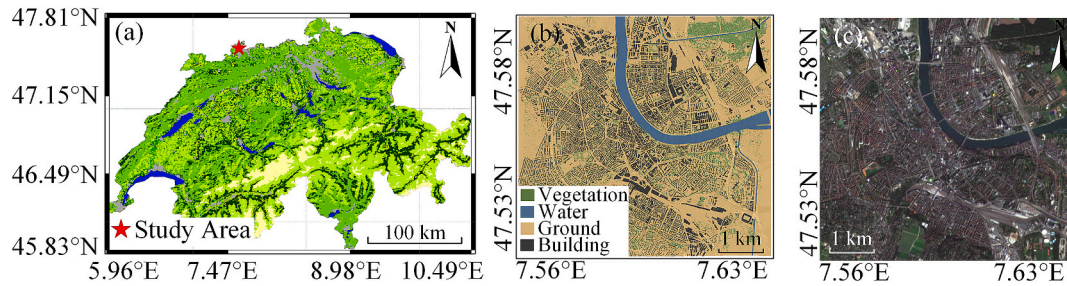 (a)
N
47.81°N
47.15°N
46.49°N
45.83°N
Study Area
100 km
5.96°E 7.47°E 8.98°E 10.49°E
(b)
N
47.58°N
47.53°N
Vegetation
Water
Ground
Building
1 km
7.56°E 7.63°E
(c)
N
47.58°N
47.53°N
1 km
7.56°E 7.63°E